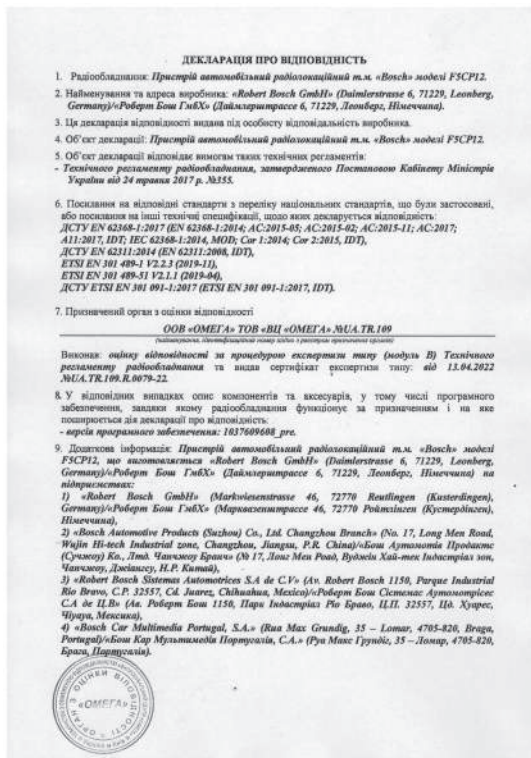 ДЕКЛАРАЦІЯ ПРО ВІДПОВІДНІСТЬ
1. Радіообладнання: Пристрій автомобільний радіолокаційний т.м. «Bosch» моделі F5CP12.
2. Найменування та адреса виробника: «Robert Bosch GmbH» (Daimlerstrasse 6, 71229, Leonberg,
Germany)/«Роберт Бош ГмбХ» (Даймлерштрассе 6, 71229, Леонберг, Німеччина).
3. Ця декларація відповідності видана під особисту відповідальність виробника.
4. Об'єкт декларації: Пристрій автомобільний радіолокаційний т.м. «Bosch» моделі F5CP12.
5. Об'єкт декларації відповідає вимогам таких технічних регламентів:
- Технічного регламенту радіообладнання, затвердженого Постановою Кабінету Міністрів
України від 24 травня 2017 р. №355.
6. Посилання на відповідні стандарти з переліку національних стандартів, що були застосовані,
або посилання на інші технічні специфікації, щодо яких декларується відповідність:
ДСТУ EN 62368-1:2017 (EN 62368-1:2014; AC:2015-05; AC:2015-02; AC:2015-11; AC:2017;
A11:2017, IDT; IEC 62368-1:2014, MOD; Cor 1:2014; Cor 2:2015, IDT),
ДСТУ EN 62311:2014 (EN 62311:2008, IDT),
ETSI EN 301 489-1 V2.2.3 (2019-11),
ETSI EN 301 489-51 V2.1.1 (2019-04),
ДСТУ ETSI EN 301 091-1:2017 (ETSI EN 301 091-1:2017, IDT).
7. Призначений орган з оцінки відповідності
ООВ «ОМЕГА» ТОВ «ВЦ «ОМЕГА» №UA.TR.109
(найменування, ідентифікаційний номер згідно з реєстром призначених органів)
Виконав: оцінку відповідності за процедурою експертизи типу (модуль В) Технічного
регламенту радіообладнання та видав сертифікат експертизи типу: від 13.04.2022
№UA.TR.109.R.0079-22.
8. У відповідних випадках опис компонентів та аксесуарів, у тому числі програмного
забезпечення, завдяки якому радіообладнання функціонує за призначенням і на яке
поширюється дія декларації про відповідність:
- версія програмного забезпечення: 1037609608_pre.
9. Додаткова інформація: Пристрій автомобільний радіолокаційний т.м. «Bosch» моделі
F5CP12, що виготовляється «Robert Bosch GmbH» (Daimlerstrasse 6, 71229, Leonberg,
Germany)/«Роберт Бош ГмбХ» (Даймлерштрассе 6, 71229, Леонберг, Німеччина) на
підприємствах:
1) «Robert Bosch GmbH» (Markwiesenstrasse 46, 72770 Reutlingen (Kusterdingen),
Germany)/«Роберт Бош ГмбХ» (Марквазенштрассе 46, 72770 Ройтлінген (Кустердінген),
Німеччина),
2) «Bosch Automotive Products (Suzhou) Co., Ltd. Changzhou Branch» (No. 17, Long Men Road,
Wujin Hi-tech Industrial zone, Changzhou, Jiangsu, P.R. China)/«Бош Аутомотів Продактс
(Сучжоу) Ко., Лтд. Чанчжоу Бранч» (№ 17, Лонг Мен Роад, Вуджін Хай-тек Індастріал зон,
Чанчжоу, Джіангсу, Н.Р. Китай),
3) «Robert Bosch Sistemas Automotrices S.A de C.V» (Av. Robert Bosch 1150, Parque Industrial
Rio Bravo, C.P. 32557, Cd. Juarez, Chihuahua, Mexico)/«Роберт Бош Сістемас Аутомотрісес
С.А де Ц.В» (Ав. Роберт Бош 1150, Парк Індастріал Ріо Браво, Ц.П. 32557, Цд. Хуарес,
Чіуауа, Мексика),
4) «Bosch Car Multimedia Portugal, S.A.» (Rua Max Grundig, 35 – Lomar, 4705-820, Braga,
Portugal)/«Бош Кар Мультимедія Португалія, С.А.» (Руа Макс Грундіг, 35 – Ломар, 4705-820,
Брага, Португалія).
ОРГАН З ОЦІНКИ ВІДПОВІДНОСТІ
«ОМЕГА»